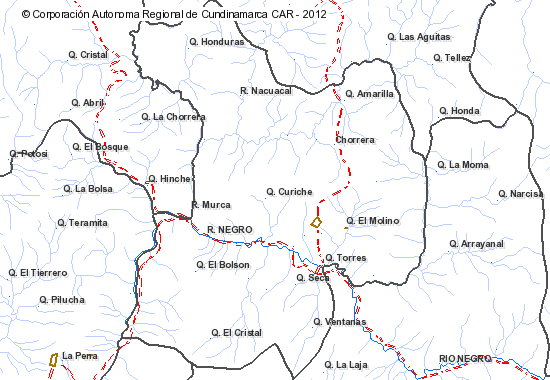 © Corporación Autonoma Regional de Cundinamarca CAR - 2012
Q. Honduras
Q. Las Aguitas
Q. Cristal
Q. Tellez
R. Nacuacal
Q. Amarilla
Q. Abril
Q. Honda
Q. La Chorrera
Chorrera
Q. El Bosque
Q. Potosi
Q. La Moma
Q. Hinche
Q. La Bolsa
Q. Curiche
Q. Narcisa
R. Murca
Q. Teramita
R. NEGRO
Q. El Molino
Q. Arrayanal
Q. Torres
Q. El Bolson
Q. El Tierrero
Q. Seca
Q. Pilucha
Q. Ventanas
Q. El Cristal
La Perra
RIO NEGRO
Q. La Laja